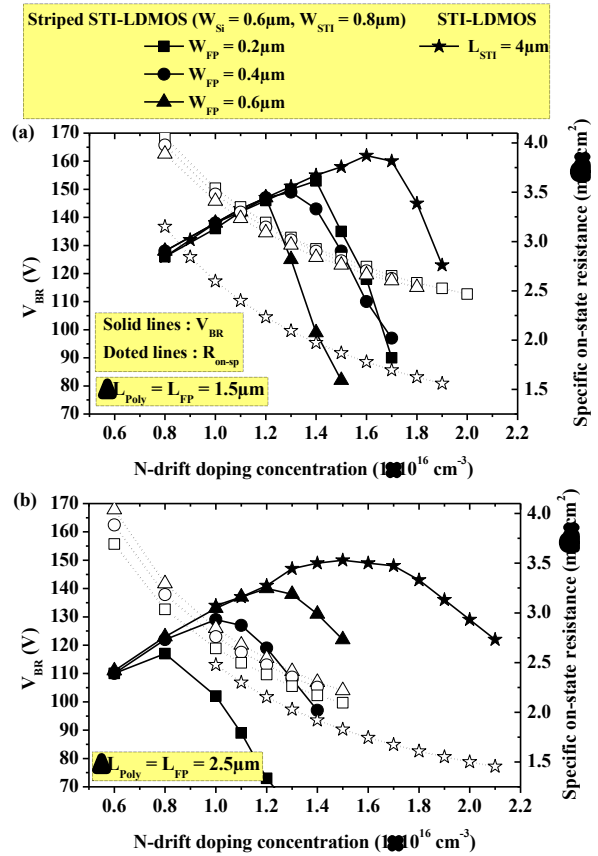 Striped STI-LDMOS (W_Si = 0.6µm, W_STI = 0.8µm) STI-LDMOS
W_FP = 0.2µm L_STI = 4µm
W_FP = 0.4µm
W_FP = 0.6µm
(a)
170
160
150
140
130
120
110
100
90
80
70
V_BR (V)
4.0
3.5
3.0
2.5
2.0
1.5
Specific on-state resistance (m cm²)
Solid lines : V_BR
Doted lines : R_on-sp
L_Poly = L_FP = 1.5µm
0.6 0.8 1.0 1.2 1.4 1.6 1.8 2.0 2.2
N-drift doping concentration (1 10^16 cm^-3)
(b)
170
160
150
140
130
120
110
100
90
80
70
V_BR (V)
4.0
3.5
3.0
2.5
2.0
1.5
Specific on-state resistance (m cm²)
L_Poly = L_FP = 2.5µm
0.6 0.8 1.0 1.2 1.4 1.6 1.8 2.0 2.2
N-drift doping concentration (1 10^16 cm^-3)